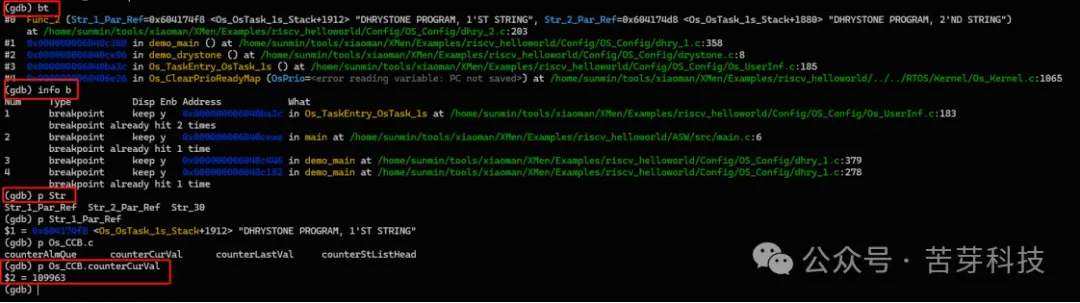 (gdb) bt
#0  Func_2 (Str_1_Par_Ref=0x604174f8 <Os_OsTask_1s_Stack+1912> "DHRYSTONE PROGRAM, 1'ST STRING", Str_2_Par_Ref=0x604174d8 <Os_OsTask_1s_Stack+1880> "DHRYSTONE PROGRAM, 2'ND STRING")
at /home/sunmin/tools/xiaoman/XMen/Examples/riscv_helloworld/Config/OS_Config/dhry_2.c:203
#1  in demo_main () at /home/sunmin/tools/xiaoman/XMen/Examples/riscv_helloworld/Config/OS_Config/dhry_1.c:358
#2  in demo_drystone () at /home/sunmin/tools/xiaoman/XMen/Examples/riscv_helloworld/Config/OS_Config/drystone.c:8
#3  in Os_TaskEntry_OsTask_1s () at /home/sunmin/tools/xiaoman/XMen/Examples/riscv_helloworld/Config/OS_Config/Os_UserInf.c:185
in Os_ClearPrioReadyMap (OsPrio=<error reading variable: PC not saved>) at /home/sunmin/tools/xiaoman/XMen/Examples/riscv_helloworld/../../RTOS/Kernel/Os_Kernel.c:1065
(gdb) info b
Num     Type           Disp Enb Address            What
1       breakpoint     keep y   in Os_TaskEntry_OsTask_1s at /home/sunmin/tools/xiaoman/XMen/Examples/riscv_helloworld/Config/OS_Config/Os_UserInf.c:183
breakpoint already hit 2 times
2       breakpoint     keep y   in main at /home/sunmin/tools/xiaoman/XMen/Examples/riscv_helloworld/ASW/src/main.c:6
breakpoint already hit 1 time
3       breakpoint     keep y   in demo_main at /home/sunmin/tools/xiaoman/XMen/Examples/riscv_helloworld/Config/OS_Config/dhry_1.c:379
4       breakpoint     keep y   in demo_main at /home/sunmin/tools/xiaoman/XMen/Examples/riscv_helloworld/Config/OS_Config/dhry_1.c:278
breakpoint already hit 1 time
(gdb) p Str
Str_1_Par_Ref  Str_2_Par_Ref  Str_30
(gdb) p Str_1_Par_Ref
$1 = 0x604174f8 <Os_OsTask_1s_Stack+1912> "DHRYSTONE PROGRAM, 1'ST STRING"
(gdb) p Os_CCB.c
counterAlmQue      counterCurVal      counterLastVal     counterStListHead
(gdb) p Os_CCB.counterCurVal
$2 = 109963
(gdb)
公众号 · 苦芽科技